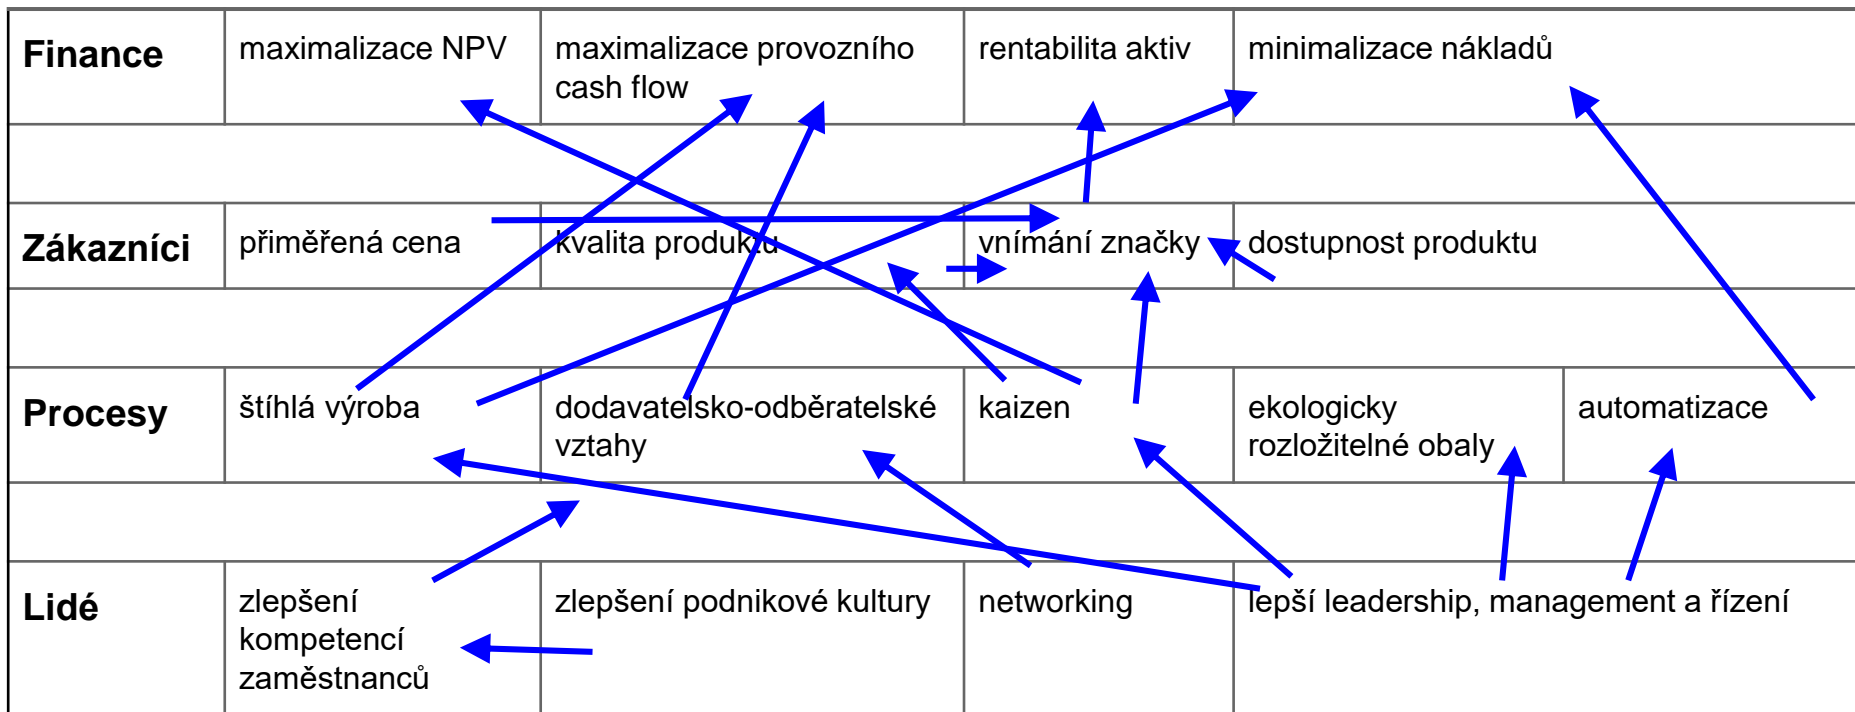 Finance
maximalizace NPV
maximalizace provozního
cash flow
rentabilita aktiv
minimalizace nákladů
Zákazníci
přiměřená cena
kvalita produktu
vnímání značky
dostupnost produktu
Procesy
štíhlá výroba
dodavatelsko-odběratelské
vztahy
kaizen
ekologicky
rozložitelné obaly
automatizace
Lidé
zlepšení
kompetencí
zaměstnanců
zlepšení podnikové kultury
networking
lepší leadership, management a řízení